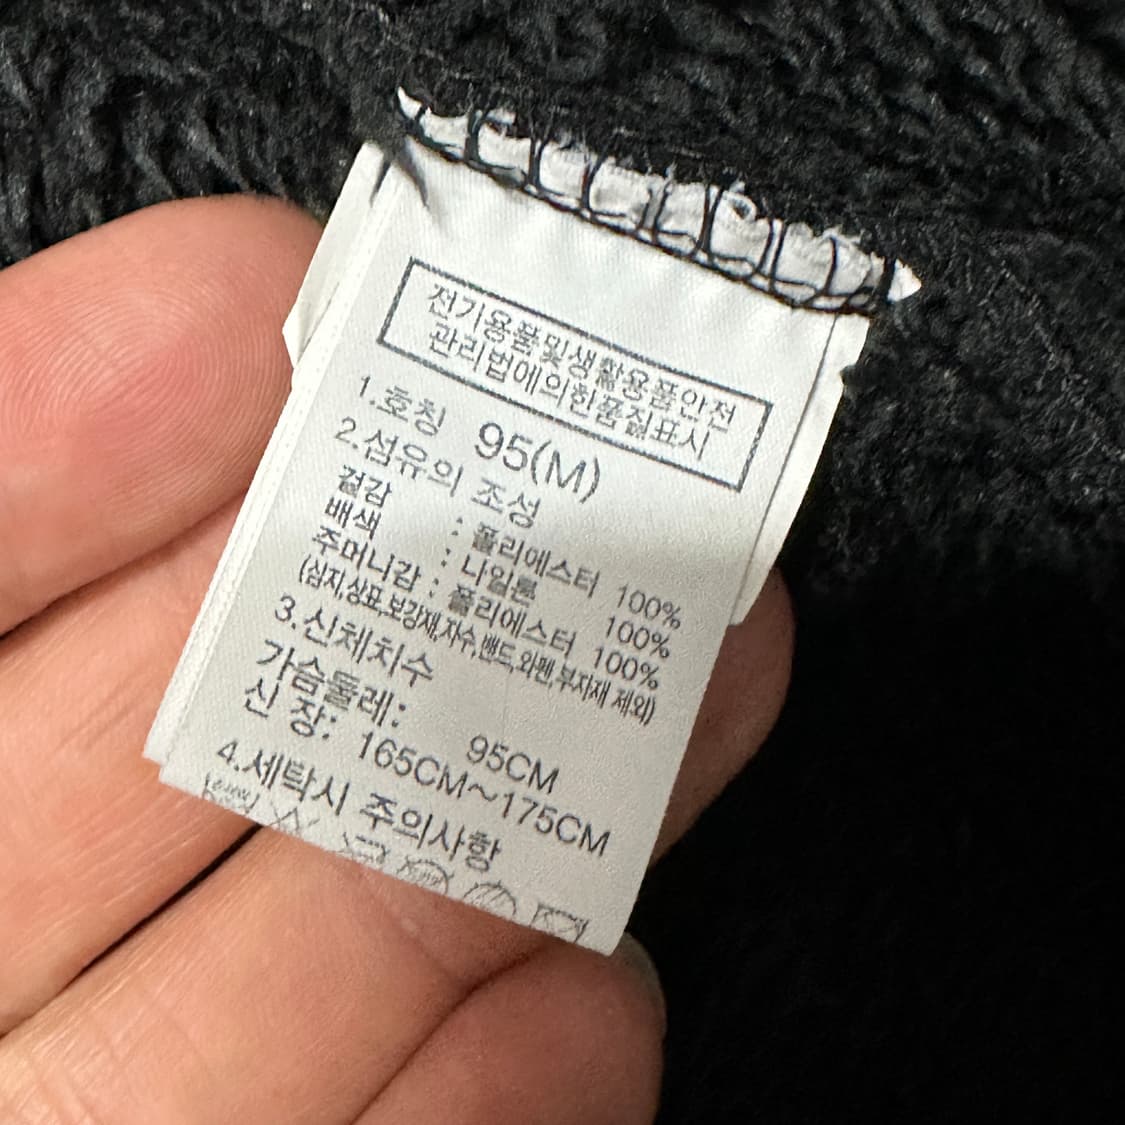 전기용품및생활용품안전
관리법에의한품질표시
1.호칭 95(M)
2.섬유의 조성
겉감 : 폴리에스터 100%
배색 : 나일론 100%
주머니감 : 폴리에스터 100%
(심지,상표,보강재,자수,밴드,와펜,부자재 제외)
3.신체치수
가슴둘레: 95CM
신 장: 165CM~175CM
4.세탁시 주의사항